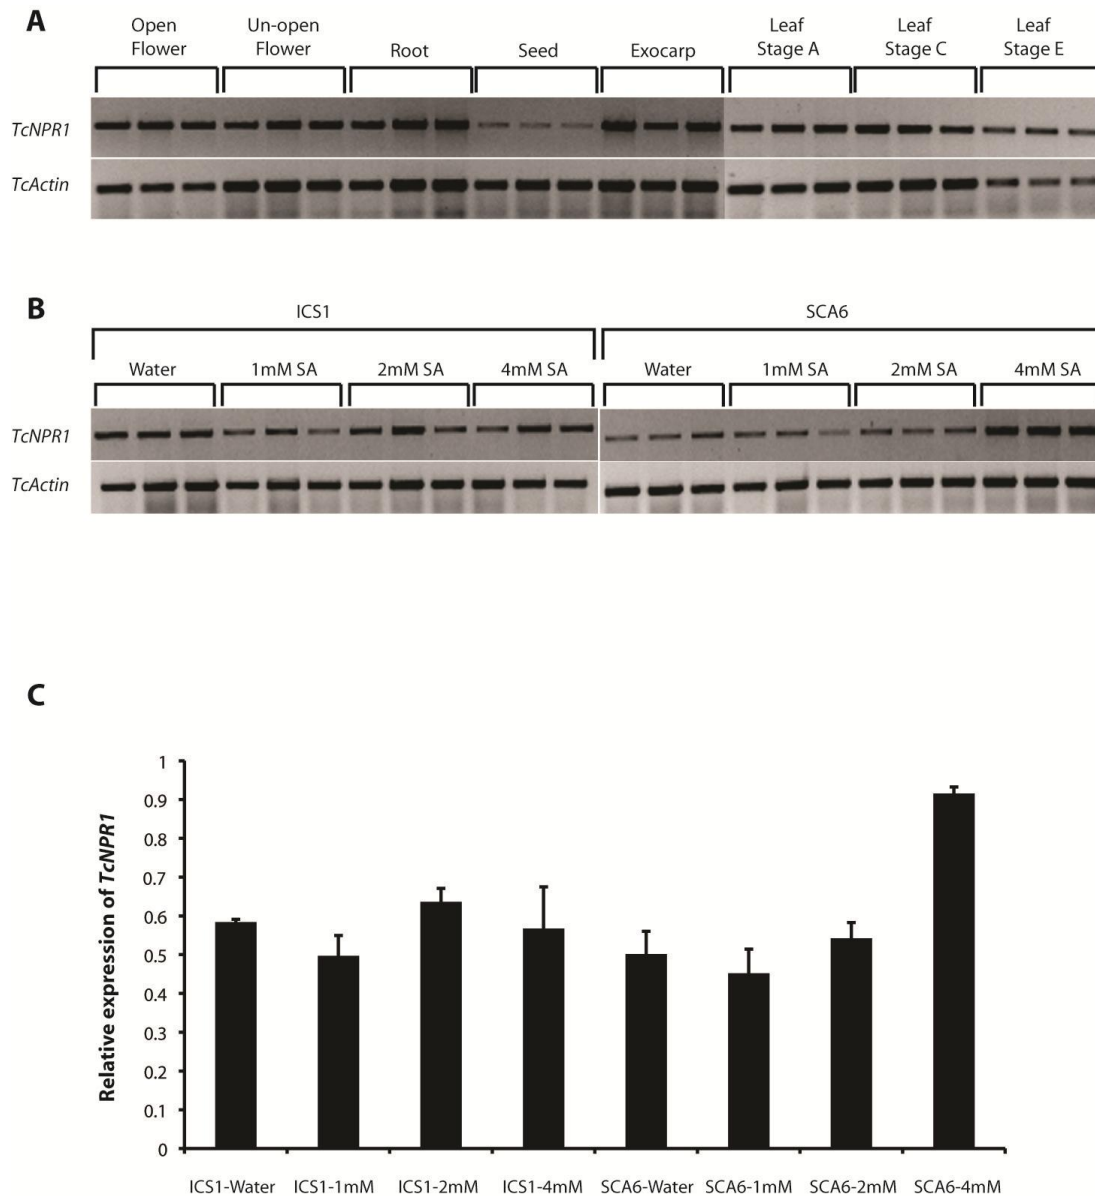 A
Open Flower
Un-open Flower
Root
Seed
Exocarp
Leaf Stage A
Leaf Stage C
Leaf Stage E
TcNPR1
TcActin
B
ICS1
SCA6
Water
1mM SA
2mM SA
4mM SA
Water
1mM SA
2mM SA
4mM SA
TcNPR1
TcActin
C
Relative expression of TcNPR1
1
0.9
0.8
0.7
0.6
0.5
0.4
0.3
0.2
0.1
0
ICS1-Water
ICS1-1mM
ICS1-2mM
ICS1-4mM
SCA6-Water
SCA6-1mM
SCA6-2mM
SCA6-4mM